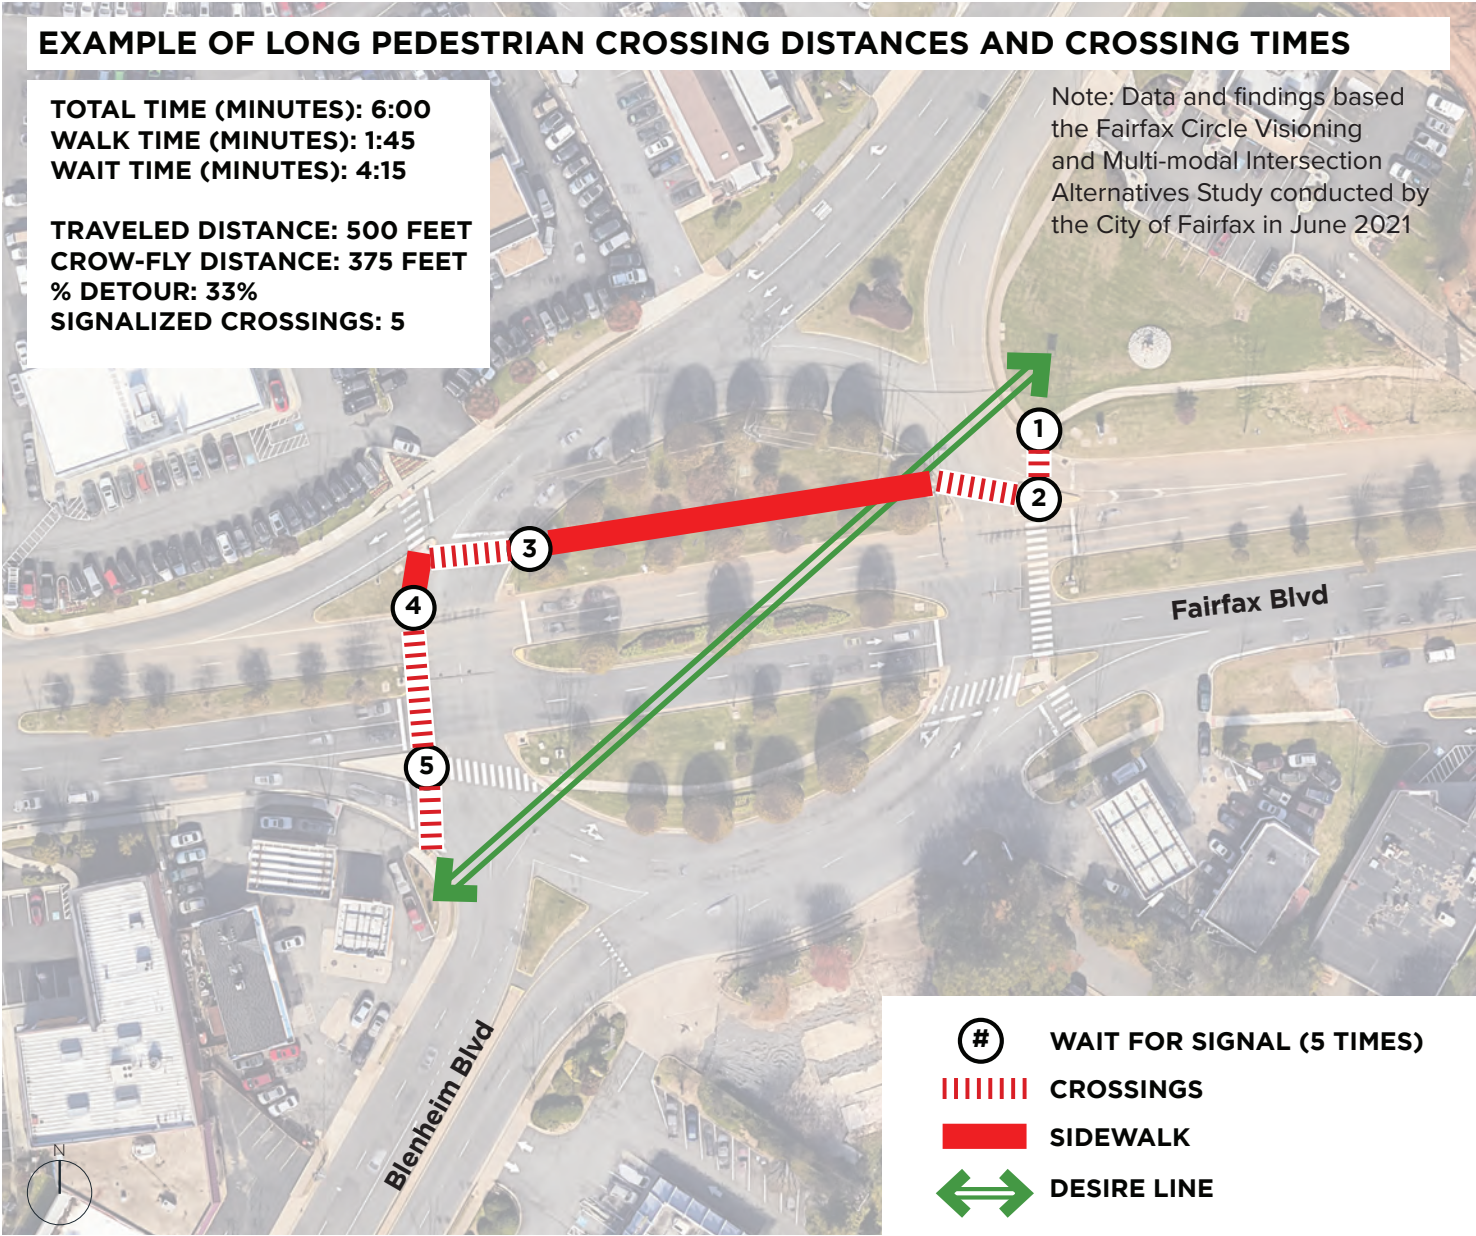 EXAMPLE OF LONG PEDESTRIAN CROSSING DISTANCES AND CROSSING TIMES
TOTAL TIME (MINUTES): 6:00
WALK TIME (MINUTES): 1:45
WAIT TIME (MINUTES): 4:15
TRAVELED DISTANCE: 500 FEET
CROW-FLY DISTANCE: 375 FEET
% DETOUR: 33%
SIGNALIZED CROSSINGS: 5
Note: Data and findings based
the Fairfax Circle Visioning
and Multi-modal Intersection
Alternatives Study conducted by
the City of Fairfax in June 2021
1
2
3
4
5
Fairfax Blvd
Blenheim Blvd
N
# WAIT FOR SIGNAL (5 TIMES)
CROSSINGS
SIDEWALK
DESIRE LINE